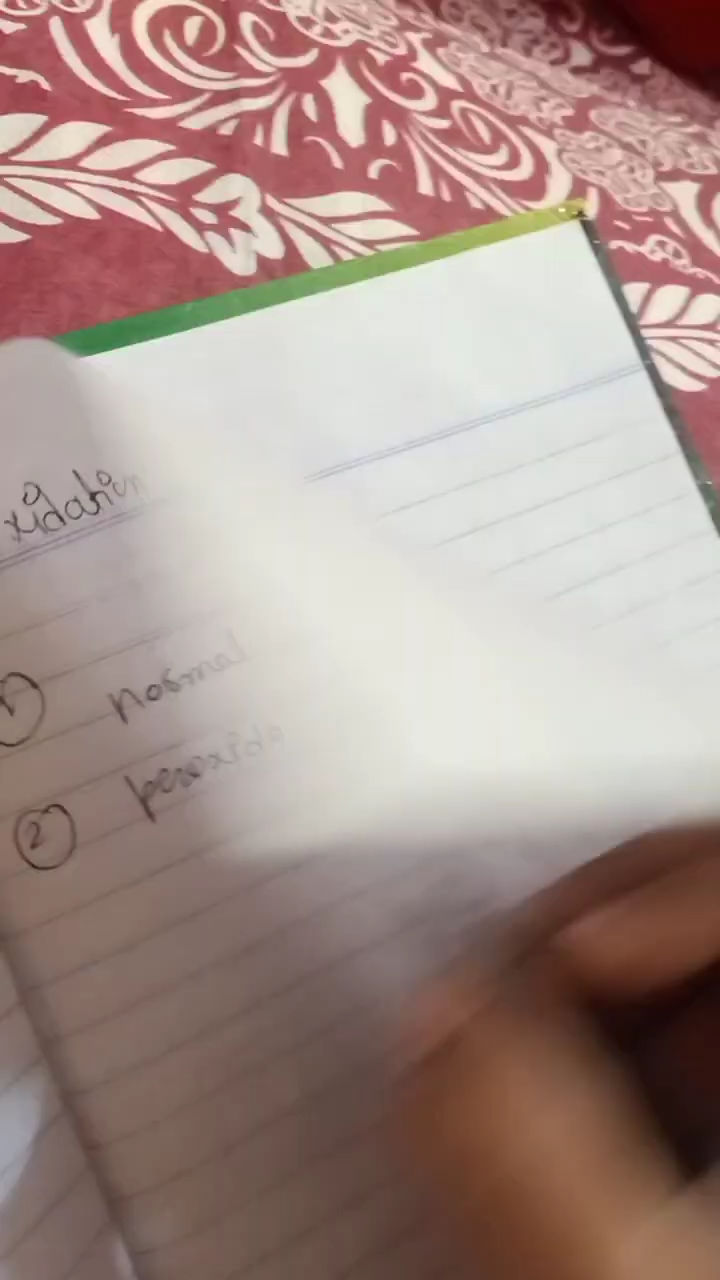 xidation
① normal
② peroxide